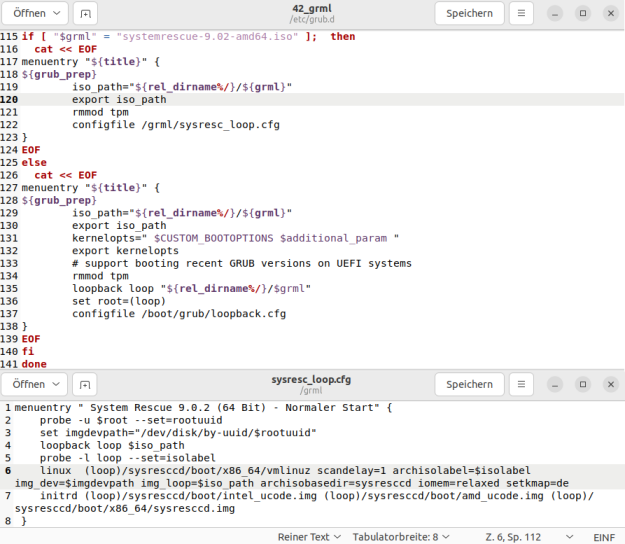 Öffnen
42_grml
/etc/grub.d
Speichern
115 if [ "$grml" = "systemrescue-9.02-amd64.iso" ];  then
116   cat << EOF
117 menuentry "${title}" {
118 ${grub_prep}
119         iso_path="${rel_dirname%/}/${grml}"
120         export iso_path
121         rmmod tpm
122         configfile /grml/sysresc_loop.cfg
123 }
124 EOF
125 else
126   cat << EOF
127 menuentry "${title}" {
128 ${grub_prep}
129         iso_path="${rel_dirname%/}/${grml}"
130         export iso_path
131         kernelopts=" $CUSTOM_BOOTOPTIONS $additional_param "
132         export kernelopts
133         # support booting recent GRUB versions on UEFI systems
134         rmmod tpm
135         loopback loop "${rel_dirname%/}/$grml"
136         set root=(loop)
137         configfile /boot/grub/loopback.cfg
138 }
139 EOF
140 fi
141 done
Öffnen
sysresc_loop.cfg
/grml
Speichern
1 menuentry " System Rescue 9.0.2 (64 Bit) - Normaler Start" {
2     probe -u $root --set=rootuuid
3     set imgdevpath="/dev/disk/by-uuid/$rootuuid"
4     loopback loop $iso_path
5     probe -l loop --set=isolabel
6     linux  (loop)/sysresccd/boot/x86_64/vmlinuz scandelay=1 archisolabel=$isolabel
img_dev=$imgdevpath img_loop=$iso_path archisobasedir=sysresccd iomem=relaxed setkmap=de
7     initrd (loop)/sysresccd/boot/intel_ucode.img (loop)/sysresccd/boot/amd_ucode.img (loop)/
sysresccd/boot/x86_64/sysresccd.img
8  }
Reiner Text
Tabulatorbreite: 8
Z. 6, Sp. 112
EINF